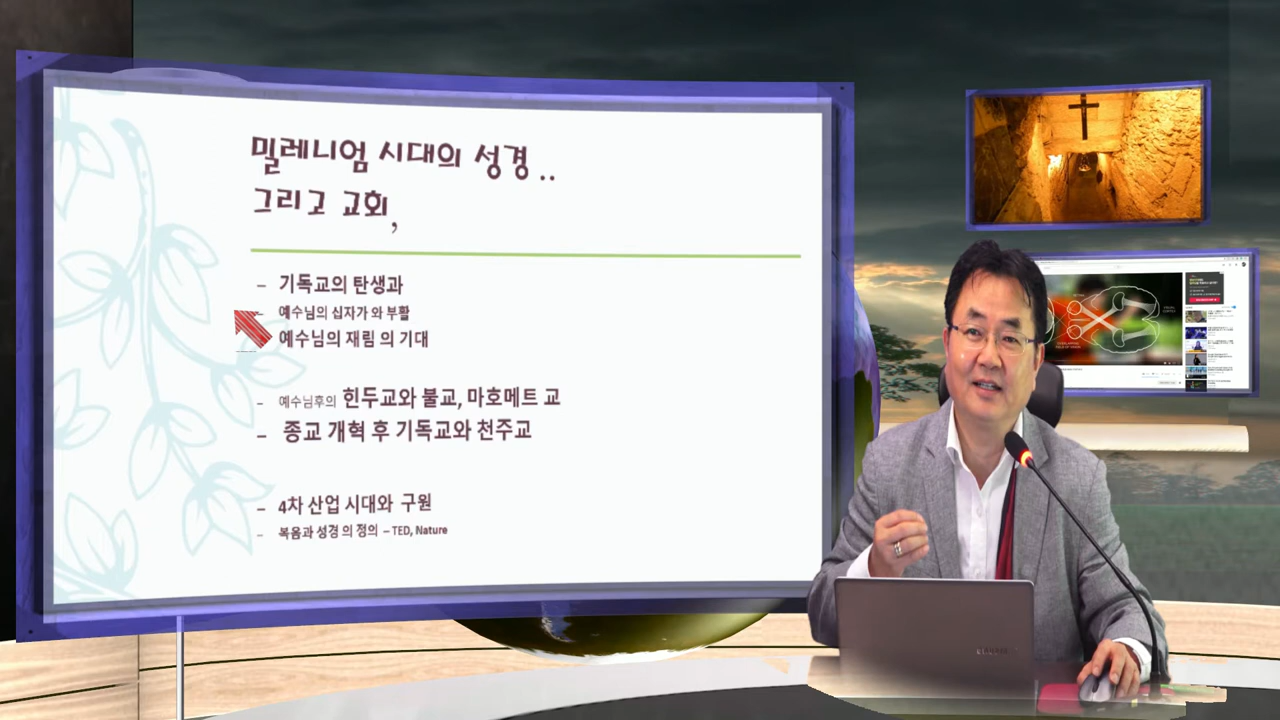 밀레니엄 시대의 성경 ..
그리고 교회,
– 기독교의 탄생과
예수님의 십자가 와 부활
예수님의 재림 의 기대
– 예수님후의 힌두교와 불교, 마호메트 교
– 종교 개혁 후 기독교와 천주교
– 4차 산업 시대와 구원
– 복음과 성경 의 정의 – TED, Nature